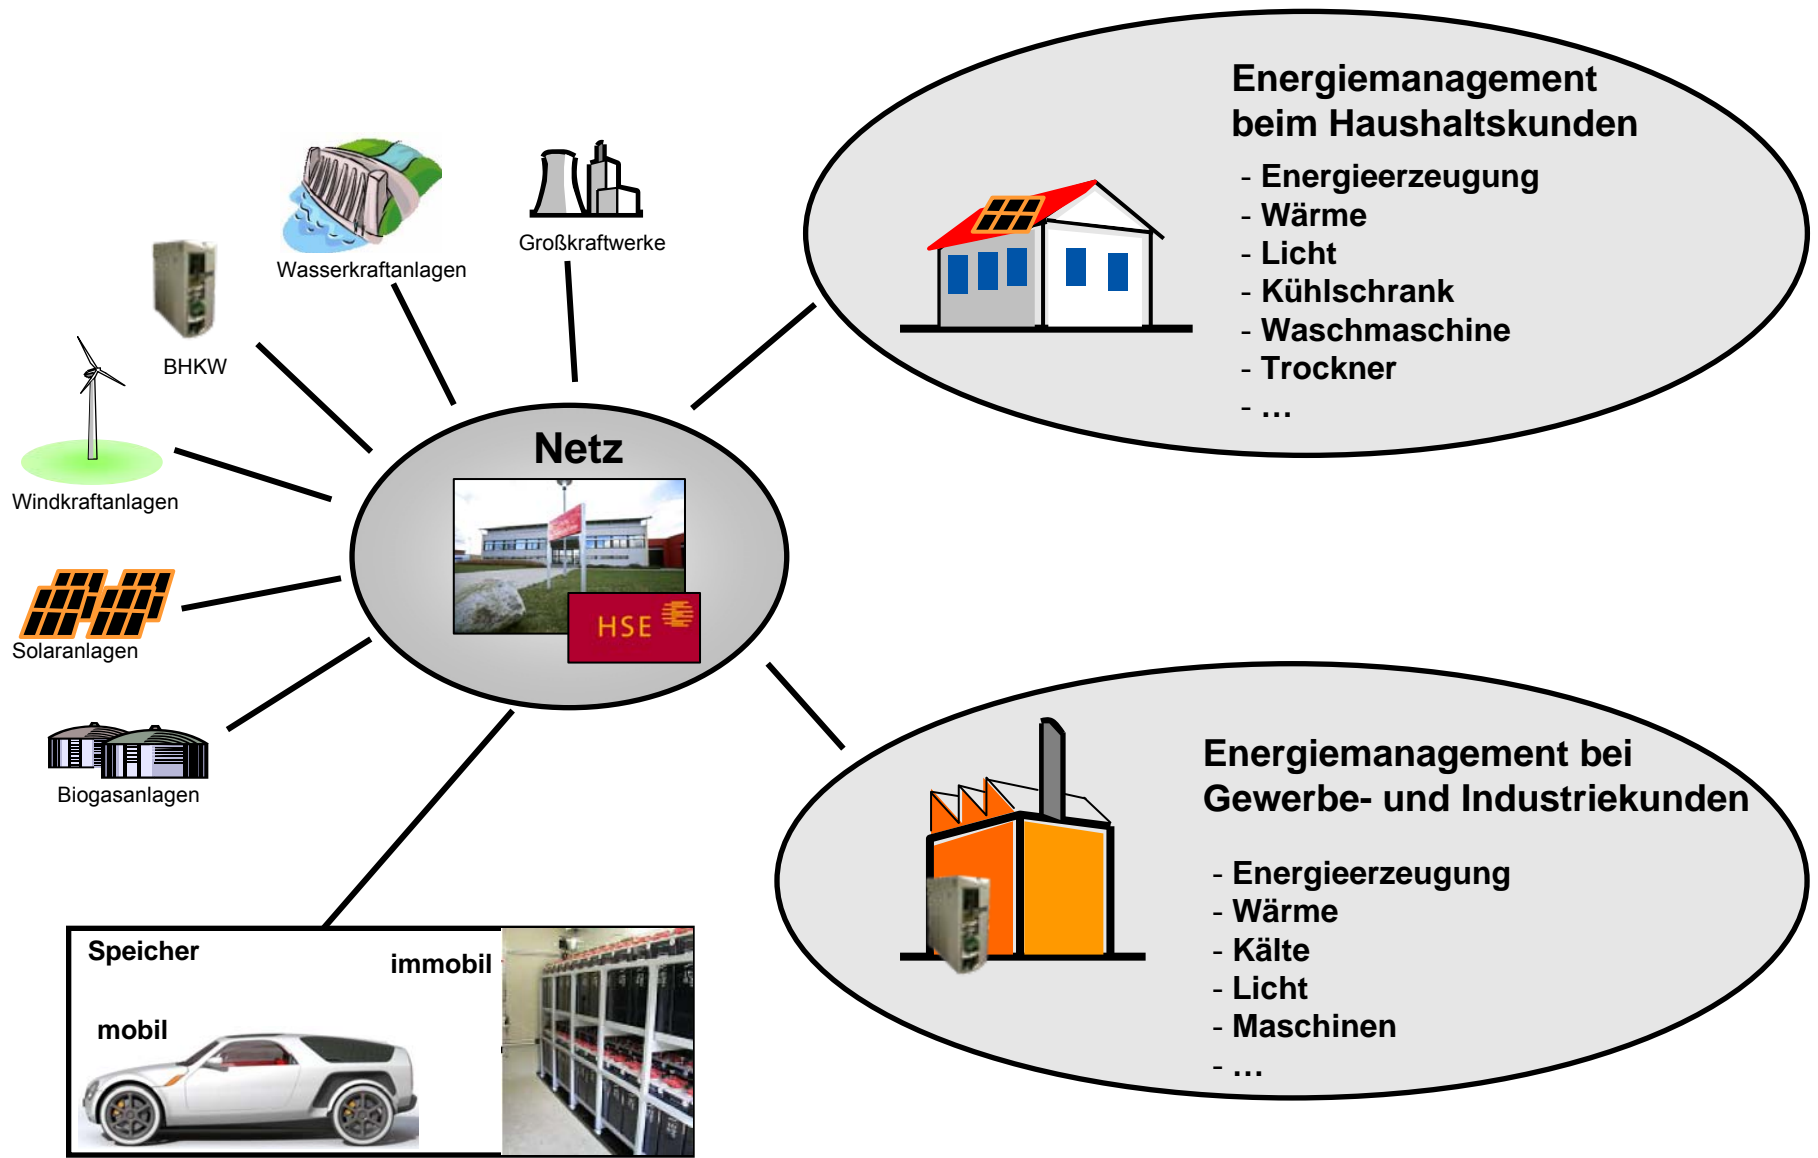 Energiemanagement
beim Haushaltskunden
- Energieerzeugung
- Wärme
- Licht
- Kühlschrank
- Waschmaschine
- Trockner
- ...
Großkraftwerke
Wasserkraftanlagen
BHKW
Windkraftanlagen
Solaranlagen
Biogasanlagen
Netz
HSE
Energiemanagement bei
Gewerbe- und Industriekunden
- Energieerzeugung
- Wärme
- Kälte
- Licht
- Maschinen
- ...
Speicher
immobil
mobil